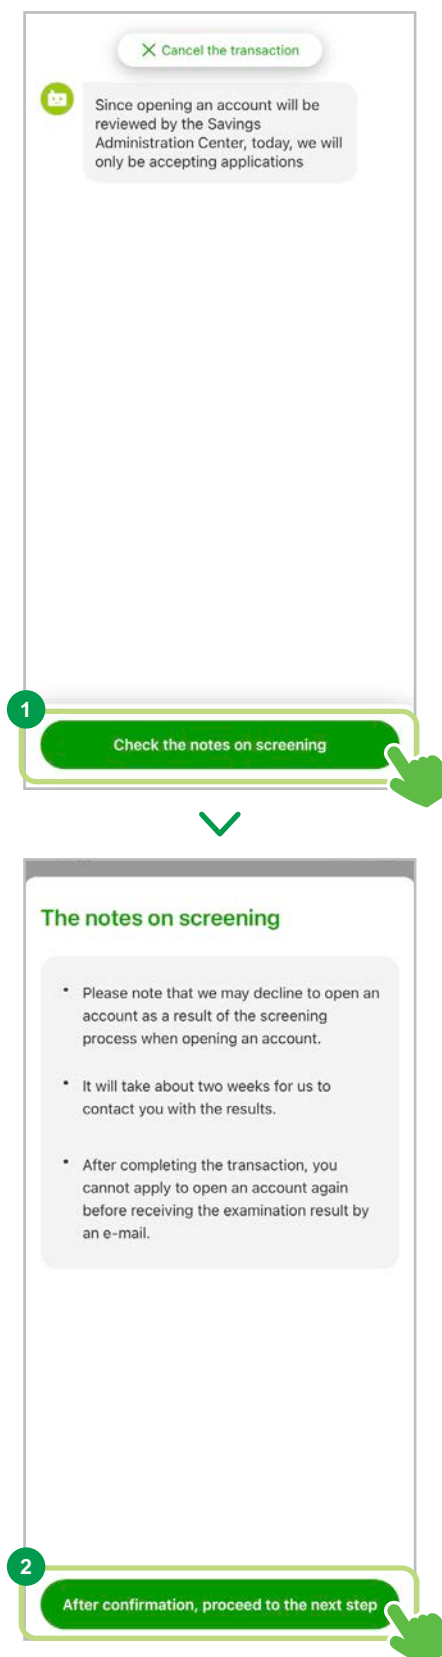 Cancel the transaction
Since opening an account will be
reviewed by the Savings
Administration Center, today, we will
only be accepting applications
1
Check the notes on screening
The notes on screening
• Please note that we may decline to open an
account as a result of the screening
process when opening an account.
• It will take about two weeks for us to
contact you with the results.
• After completing the transaction, you
cannot apply to open an account again
before receiving the examination result by
an e-mail.
2
After confirmation, proceed to the next step